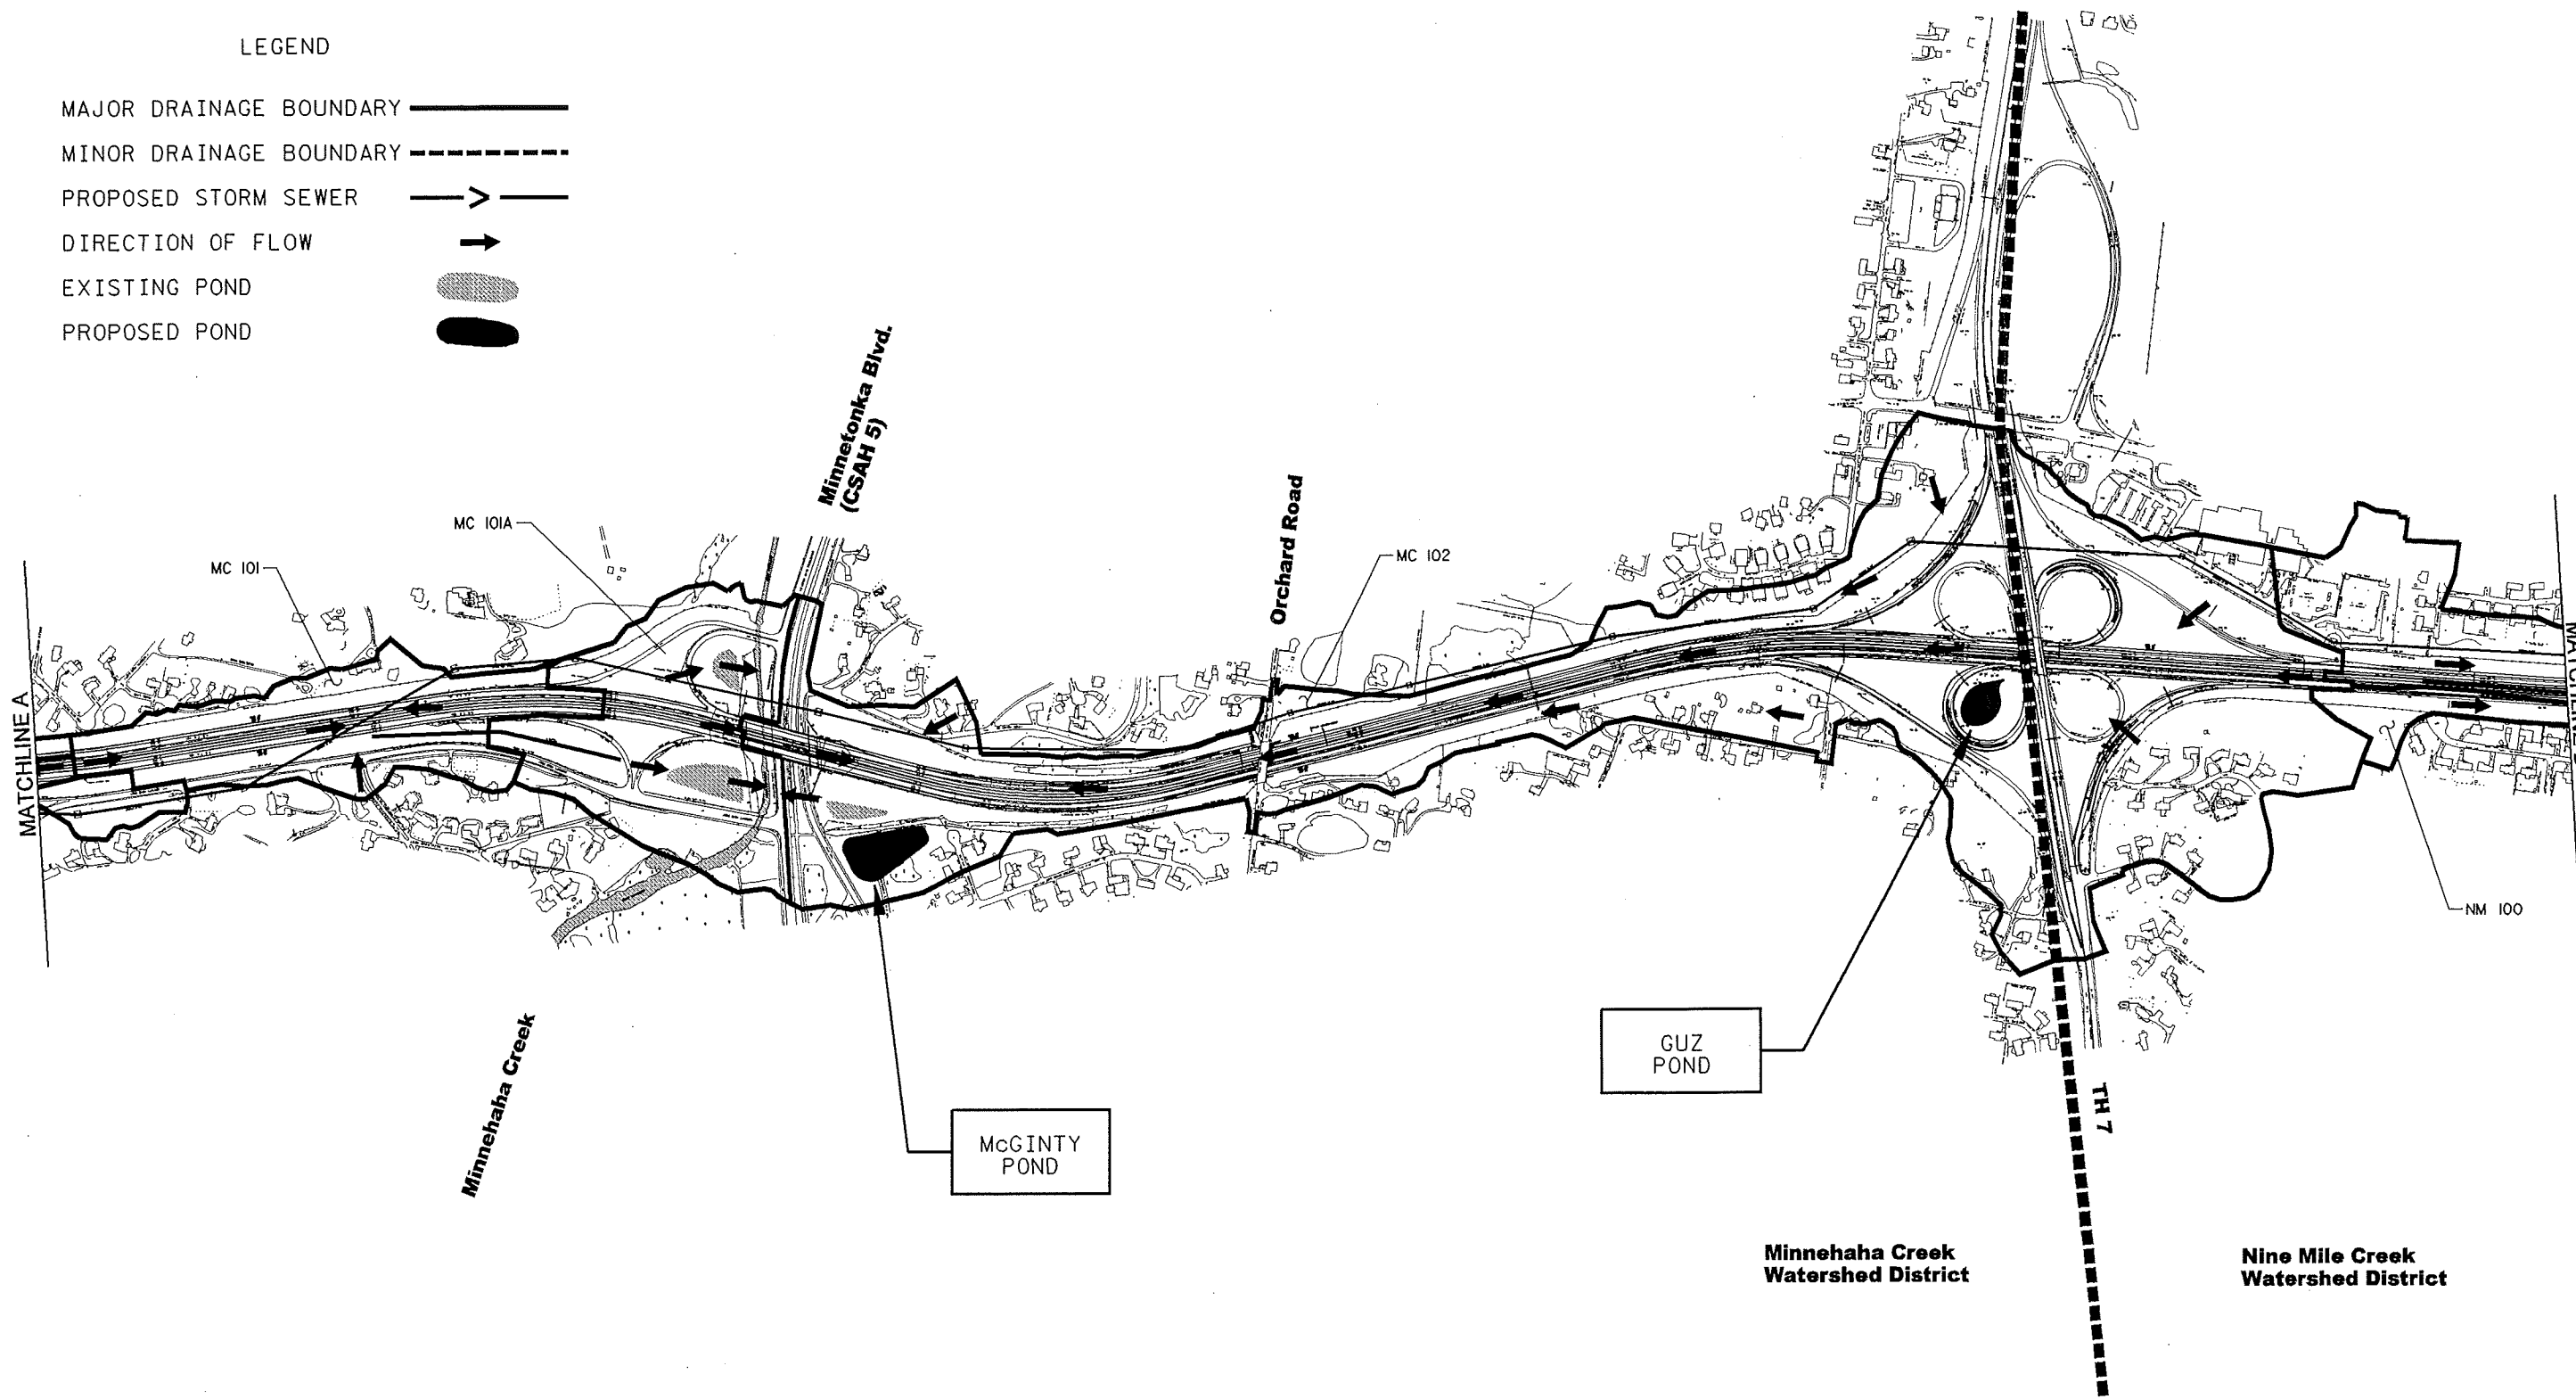 LEGEND
MAJOR DRAINAGE BOUNDARY
MINOR DRAINAGE BOUNDARY
PROPOSED STORM SEWER
DIRECTION OF FLOW
EXISTING POND
PROPOSED POND
Minnetonka Blvd.
(CSAH 5)
MC 101A
MC 101
Orchard Road
MC 102
MATCHLINE A
NM 100
GUZ
POND
Minnehaha Creek
McGINTY
POND
TH 7
Minnehaha Creek
Watershed District
Nine Mile Creek
Watershed District